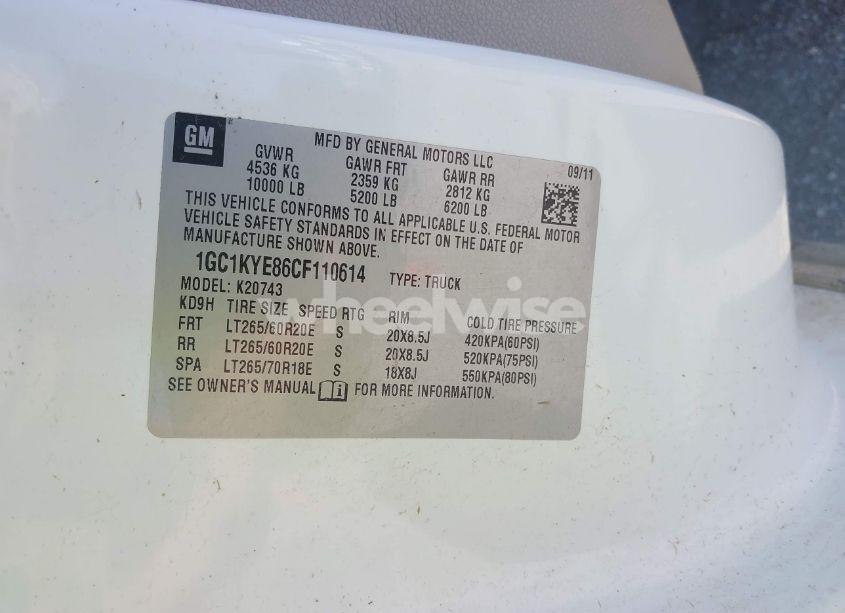 GM
MFD BY GENERAL MOTORS LLC
09/11
GVWR GAWR FRT GAWR RR
4536 KG 2359 KG 2812 KG
10000 LB 5200 LB 6200 LB
THIS VEHICLE CONFORMS TO ALL APPLICABLE U.S. FEDERAL MOTOR
VEHICLE SAFETY STANDARDS IN EFFECT ON THE DATE OF
MANUFACTURE SHOWN ABOVE.
1GC1KYE86CF110614 TYPE: TRUCK
MODEL: K20743
KD9H TIRE SIZE SPEED RTG RIM COLD TIRE PRESSURE
FRT LT265/60R20E S 20X8.5J 420KPA(60PSI)
RR LT265/60R20E S 20X8.5J 520KPA(75PSI)
SPA LT265/70R18E S 18X8J 550KPA(80PSI)
SEE OWNER'S MANUAL i FOR MORE INFORMATION.
wheelwise